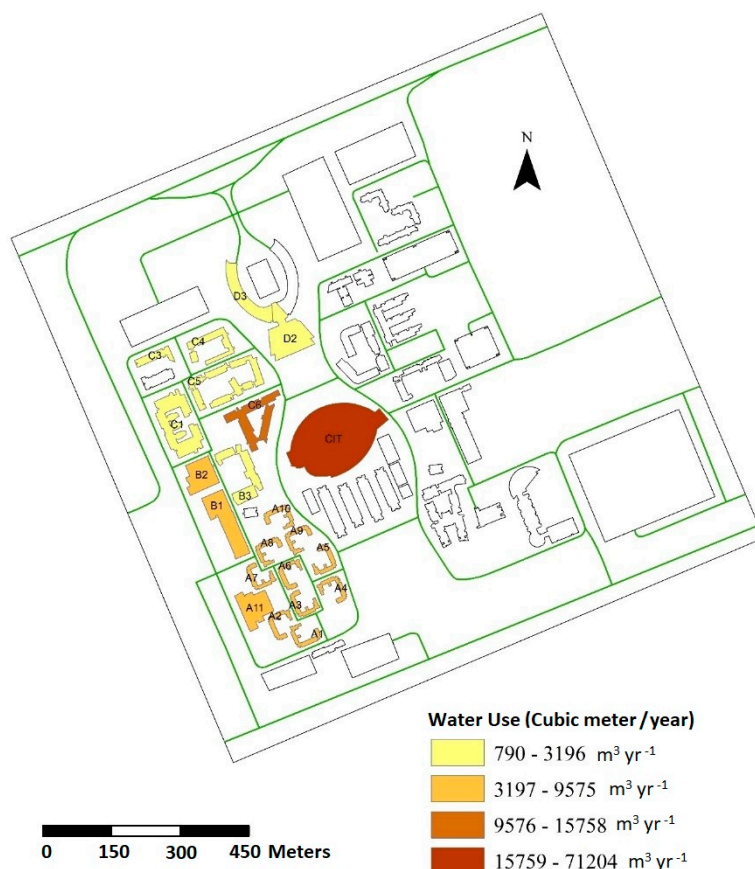 N
D3
D2
C3
C4
C5
C1
C6
CIT
B2
B1
B3
A10
A9
A8
A5
A6
A7
A4
A3
A11
A2
A1
Water Use (Cubic meter/year)
790 - 3196 m³ yr⁻¹
3197 - 9575 m³ yr⁻¹
9576 - 15758 m³ yr⁻¹
15759 - 71204 m³ yr⁻¹
0 150 300 450 Meters